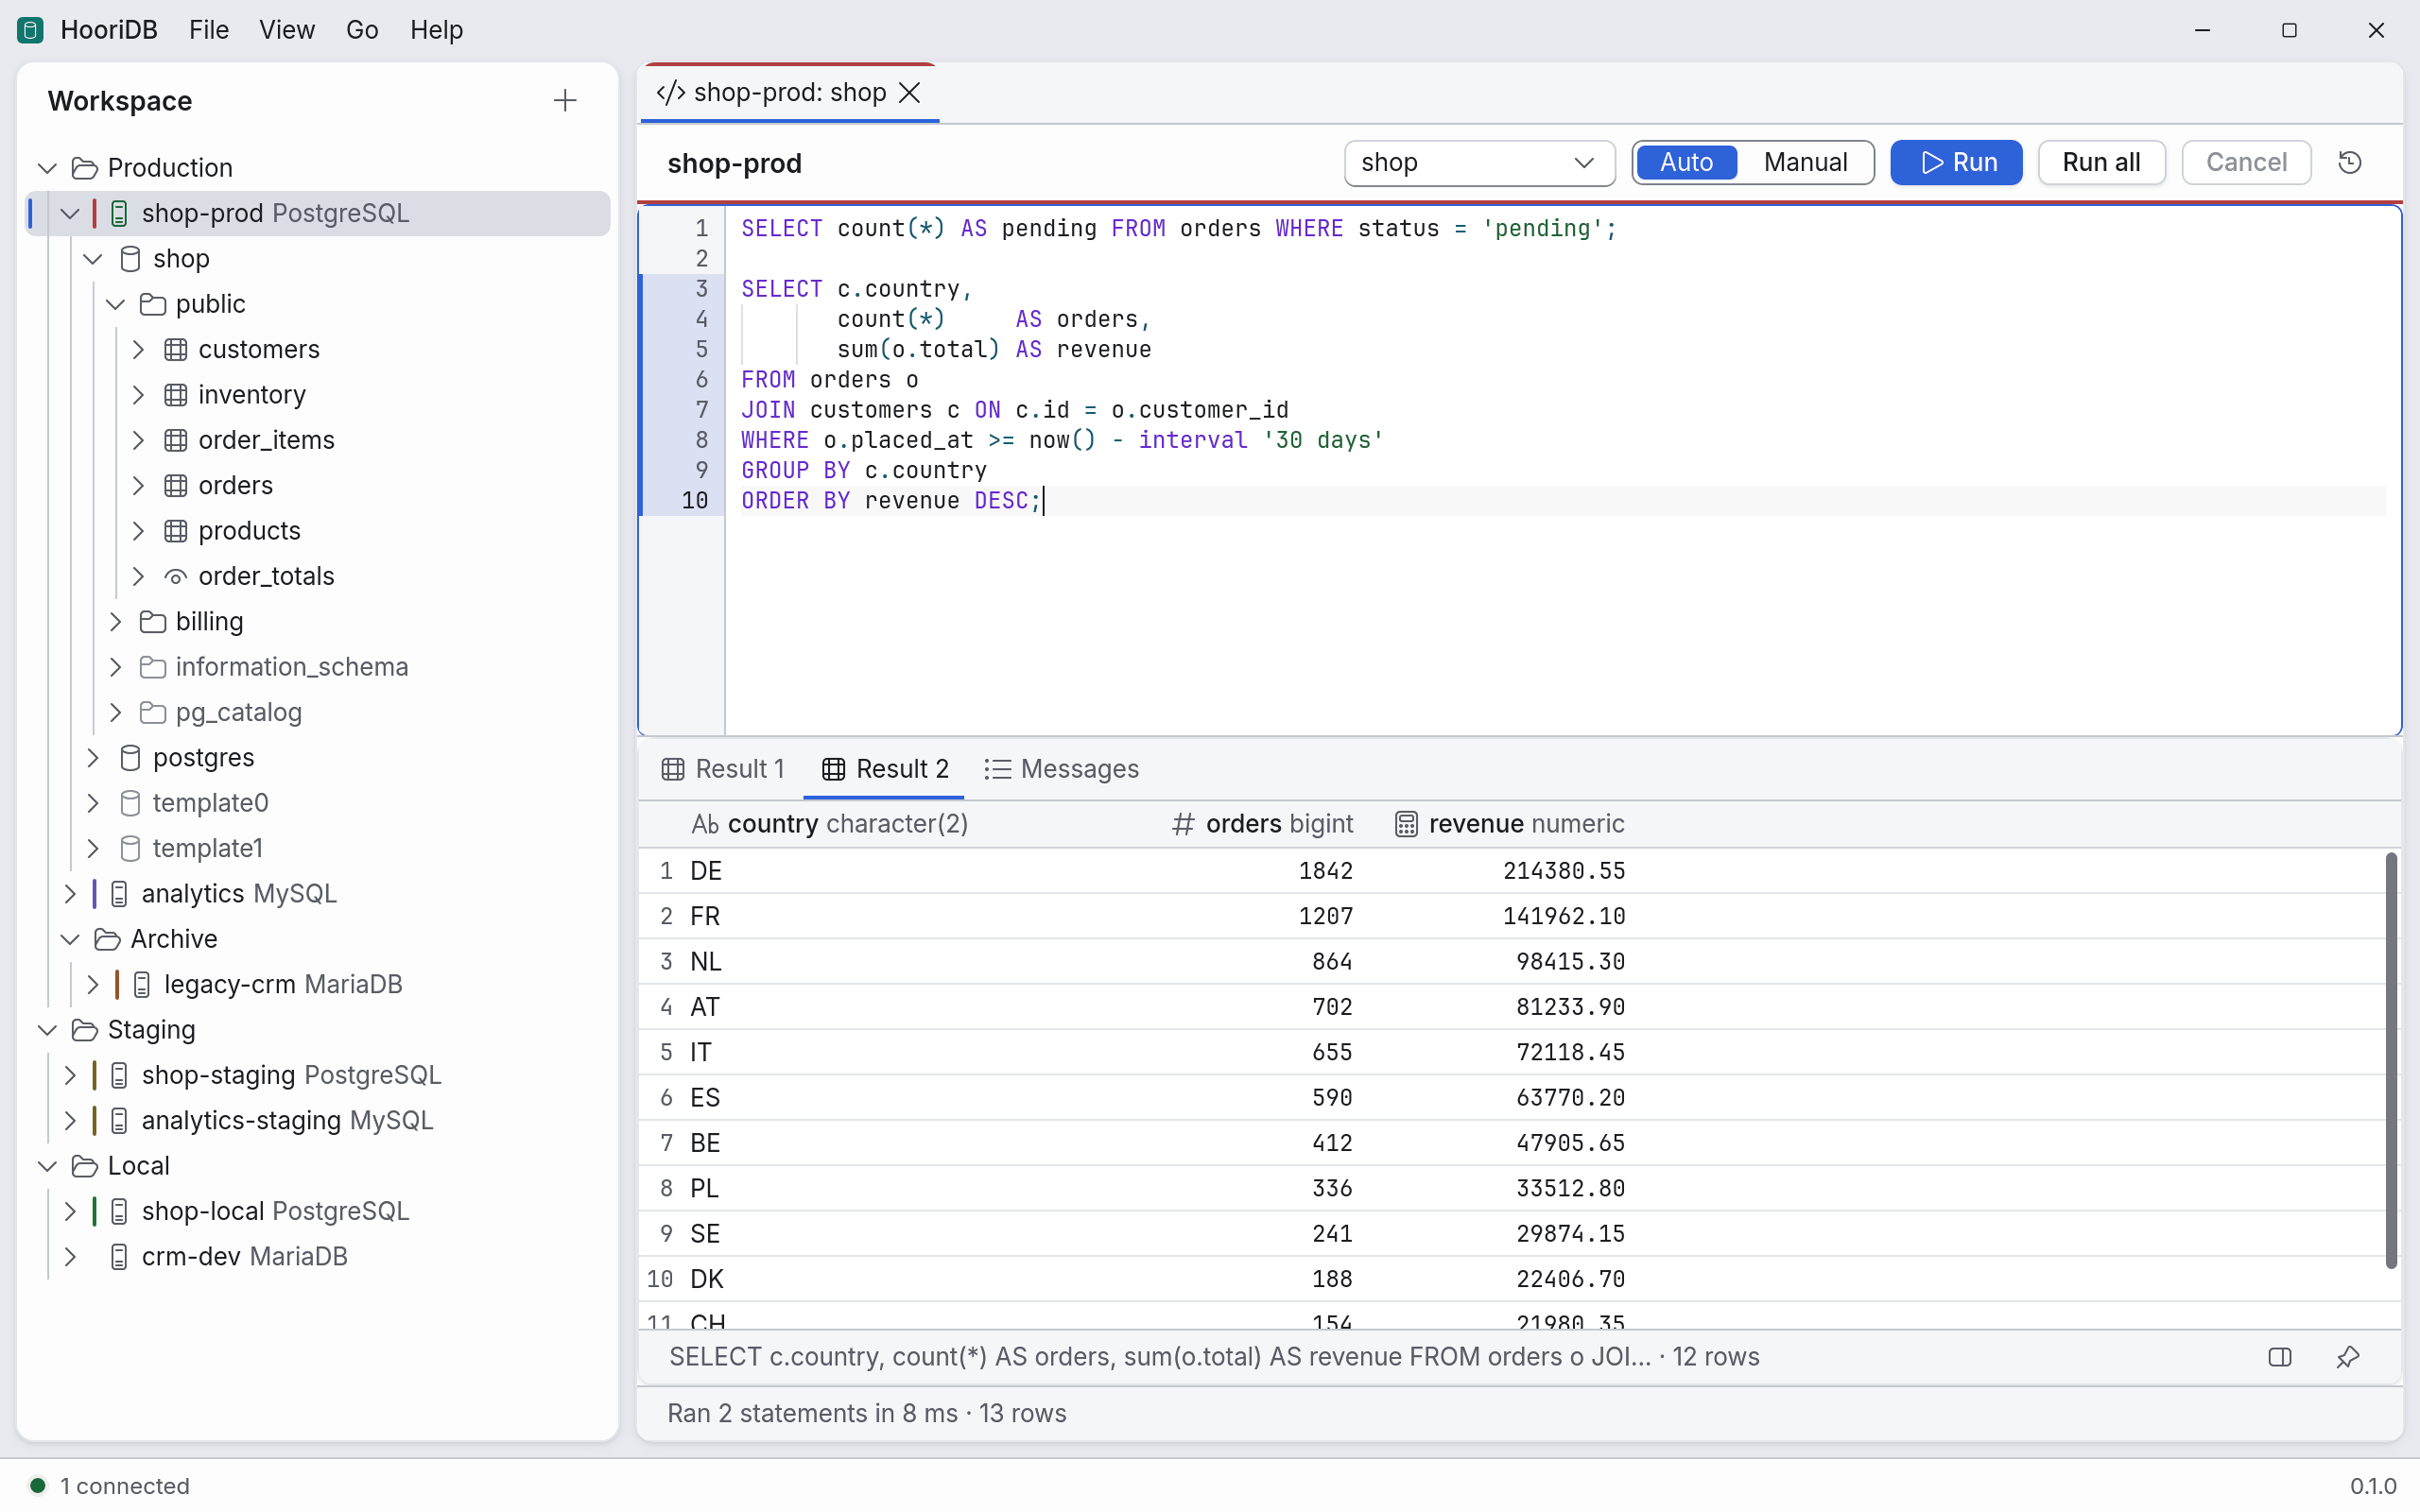 HooriDB File View Go Help
Workspace
Production
shop-prod PostgreSQL
shop
public
customers
inventory
order_items
orders
products
order_totals
billing
information_schema
pg_catalog
postgres
template0
template1
analytics MySQL
Archive
legacy-crm MariaDB
Staging
shop-staging PostgreSQL
analytics-staging MySQL
Local
shop-local PostgreSQL
crm-dev MariaDB
</> shop-prod: shop
shop-prod shop Auto Manual Run Run all Cancel
1 SELECT count(*) AS pending FROM orders WHERE status = 'pending';
2
3 SELECT c.country,
4 count(*) AS orders,
5 sum(o.total) AS revenue
6 FROM orders o
7 JOIN customers c ON c.id = o.customer_id
8 WHERE o.placed_at >= now() - interval '30 days'
9 GROUP BY c.country
10 ORDER BY revenue DESC;
Result 1 Result 2 Messages
Ab country character(2) # orders bigint revenue numeric
1 DE 1842 214380.55
2 FR 1207 141962.10
3 NL 864 98415.30
4 AT 702 81233.90
5 IT 655 72118.45
6 ES 590 63770.20
7 BE 412 47905.65
8 PL 336 33512.80
9 SE 241 29874.15
10 DK 188 22406.70
11 CH 154 21980.35
SELECT c.country, count(*) AS orders, sum(o.total) AS revenue FROM orders o JOI... · 12 rows
Ran 2 statements in 8 ms · 13 rows
1 connected 0.1.0